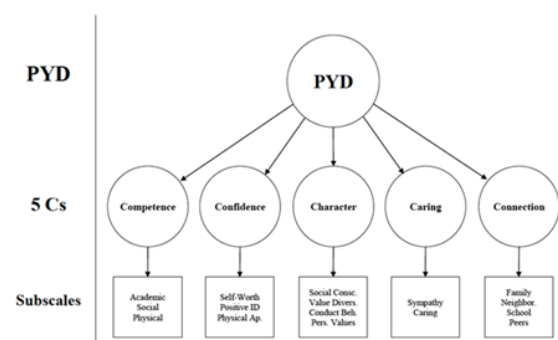 PYD
PYD
5 Cs
Competence
Confidence
Character
Caring
Connection
Subscales
Academic
Social
Physical
Self-Worth
Positive ID
Physical Ap.
Social Consc.
Value Divers.
Conduct Beh.
Pers. Values
Sympathy
Caring
Family
Neighbor.
School
Peers